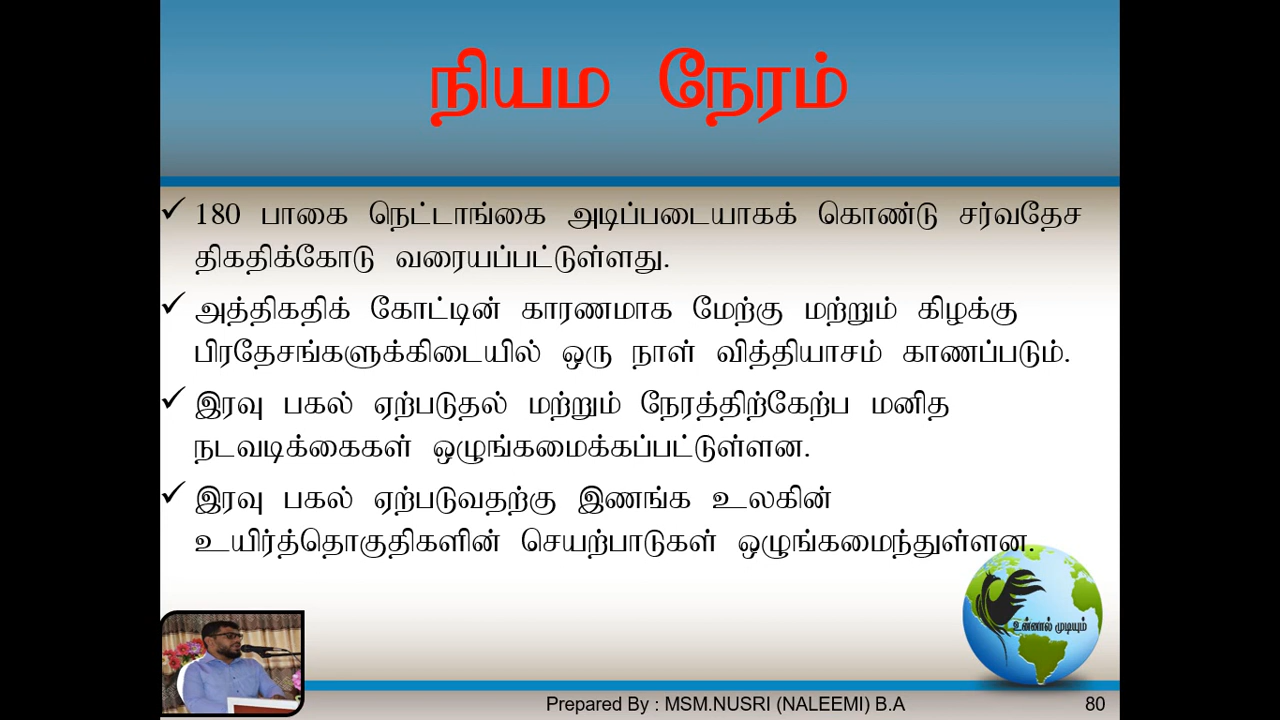 நியம நேரம்
180 பாகை நெட்டாங்கை அடிப்படையாகக் கொண்டு சர்வதேச
திகதிக்கோடு வரையப்பட்டுள்ளது.
அத்திகதிக் கோட்டின் காரணமாக மேற்கு மற்றும் கிழக்கு
பிரதேசங்களுக்கிடையில் ஒரு நாள் வித்தியாசம் காணப்படும்.
இரவு பகல் ஏற்படுதல் மற்றும் நேரத்திற்கேற்ப மனித
நடவடிக்கைகள் ஒழுங்கமைக்கப்பட்டுள்ளன.
இரவு பகல் ஏற்படுவதற்கு இணங்க உலகின்
உயிர்த்தொகுதிகளின் செயற்பாடுகள் ஒழுங்கமைந்துள்ளன.
உன்னால் முடியும்
Prepared By : MSM.NUSRI (NALEEMI) B.A
80